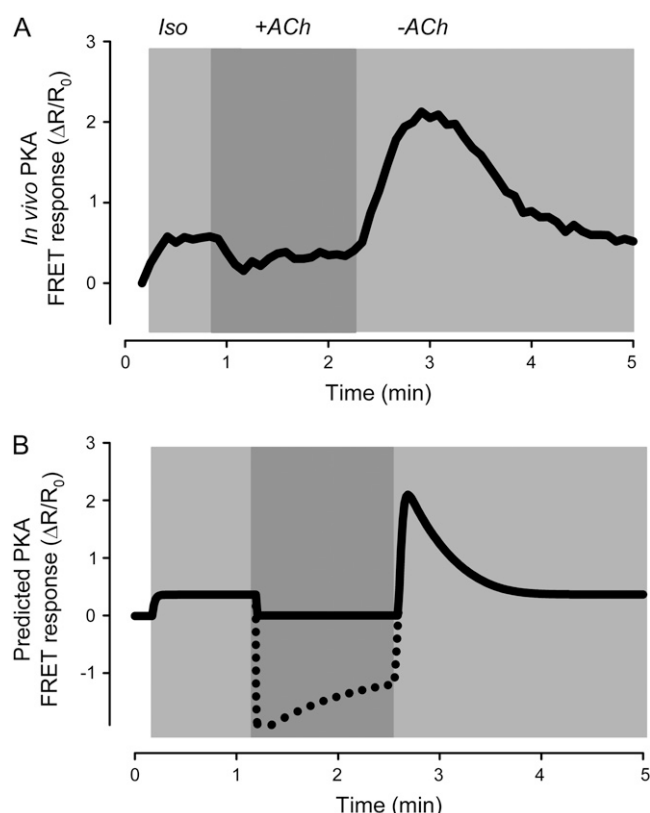 A
Iso +ACh -ACh
In vivo PKA
FRET response (ΔR/R0)
3
2
1
0
0 1 2 3 4 5
Time (min)
B
Predicted PKA
FRET response (ΔR/R0)
3
2
1
0
-1
0 1 2 3 4 5
Time (min)